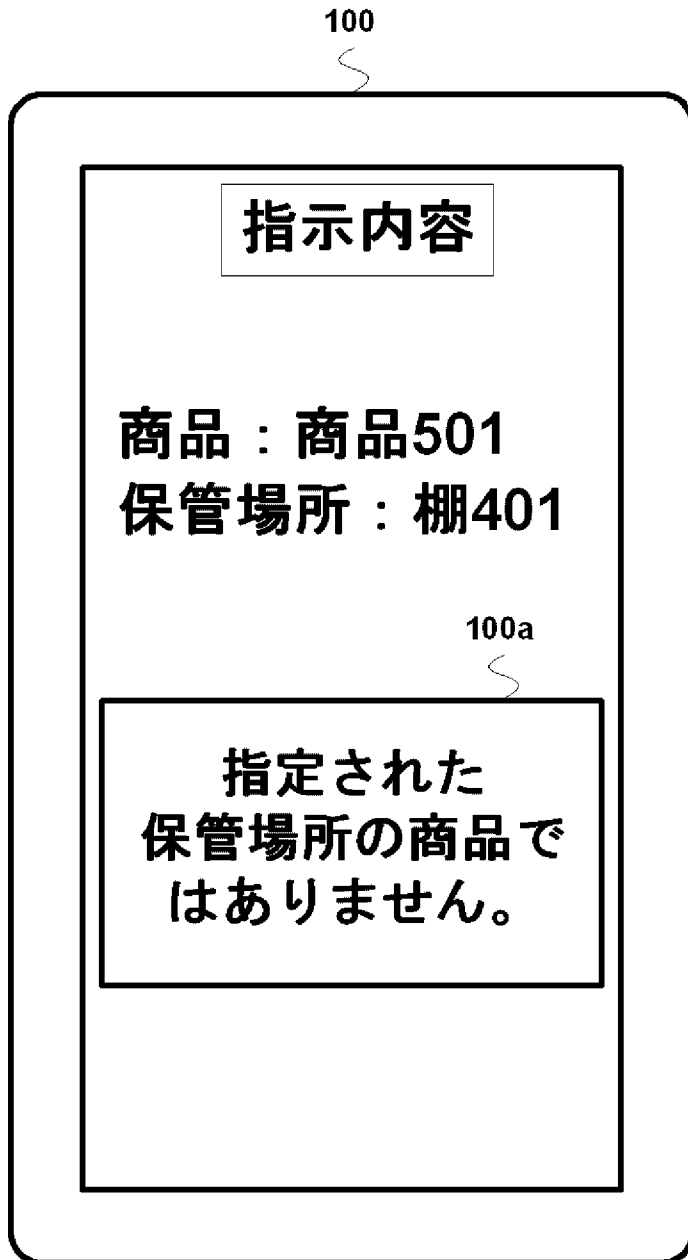 100
指示内容
商品：商品501
保管場所：棚401
100a
指定された
保管場所の商品で
はありません。